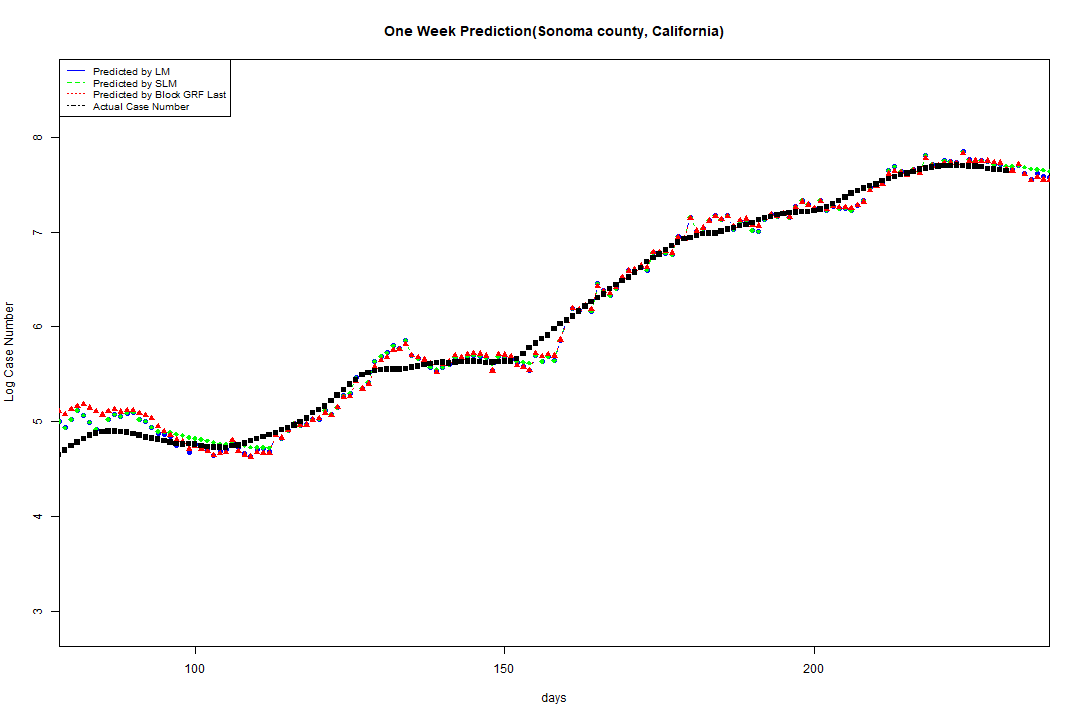 One Week Prediction(Sonoma county, California)
Predicted by LM
Predicted by SLM
Predicted by Block GRF Last
Actual Case Number
8
7
6
5
4
3
Log Case Number
100 150 200
days